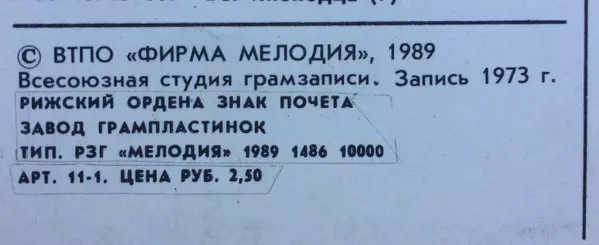 © ВТПО «ФИРМА МЕЛОДИЯ», 1989
Всесоюзная студия грамзаписи. Запись 1973 г.
РИЖСКИЙ ОРДЕНА ЗНАК ПОЧЕТА
ЗАВОД ГРАМПЛАСТИНОК
ТИП. РЗГ «МЕЛОДИЯ» 1989 1486 10000
АРТ. 11-1. ЦЕНА РУБ. 2,50